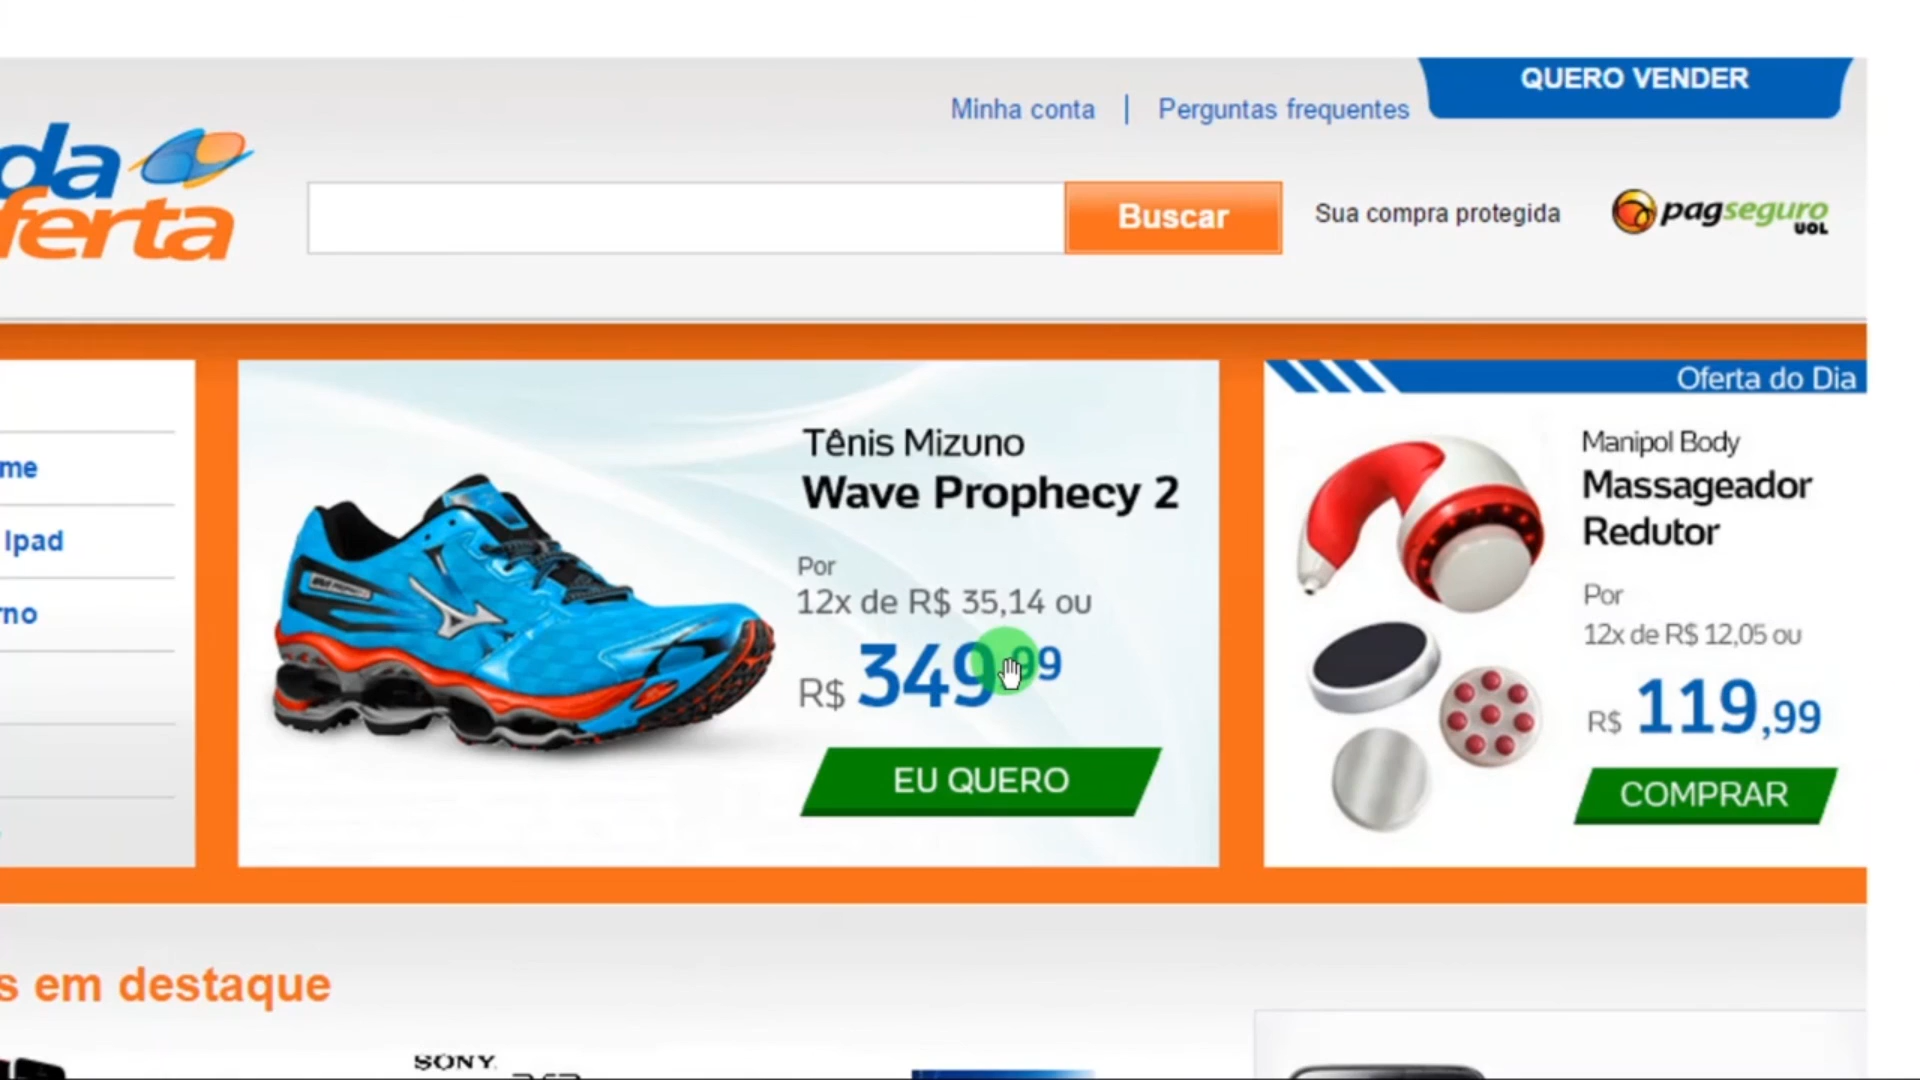 QUERO VENDER
Minha conta | Perguntas frequentes
da
ferta
Buscar
Sua compra protegida
pagseguro
UOL
Oferta do Dia
me
Ipad
rno
Tênis Mizuno
Wave Prophecy 2
Por
12x de R$ 35,14 ou
R$ 349,99
EU QUERO
Manipol Body
Massageador
Redutor
Por
12x de R$ 12,05 ou
R$ 119,99
COMPRAR
s em destaque
SONY